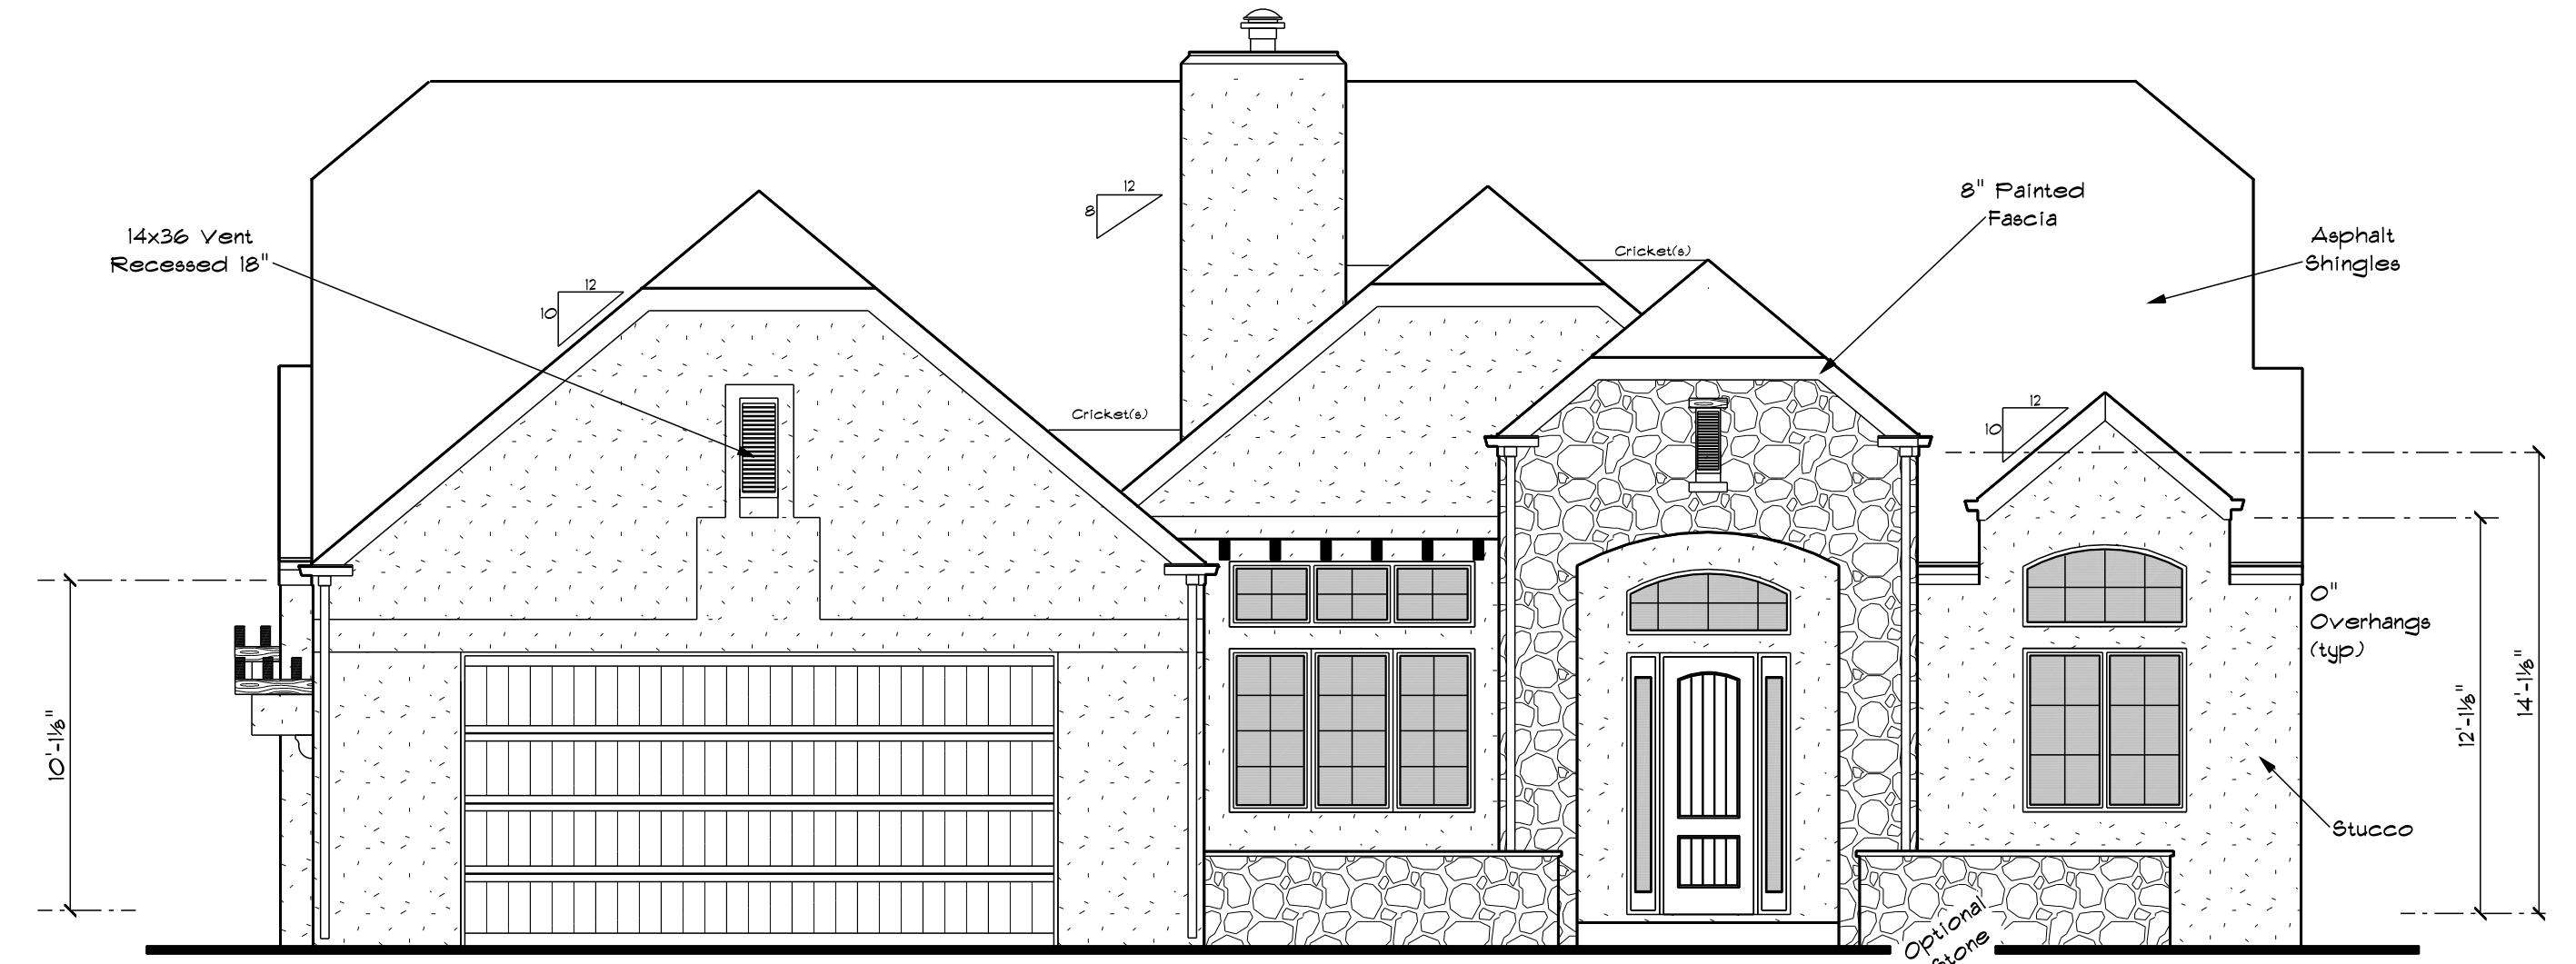 12
8
8" Painted
Fascia
14x36 Vent
Recessed 18"
Asphalt
Shingles
Cricket(s)
12
10
Cricket(s)
12
10
0"
Overhangs
(typ)
10'-1⅛"
12'-1⅛"
14'-1⅛"
Stucco
Optional
Stone